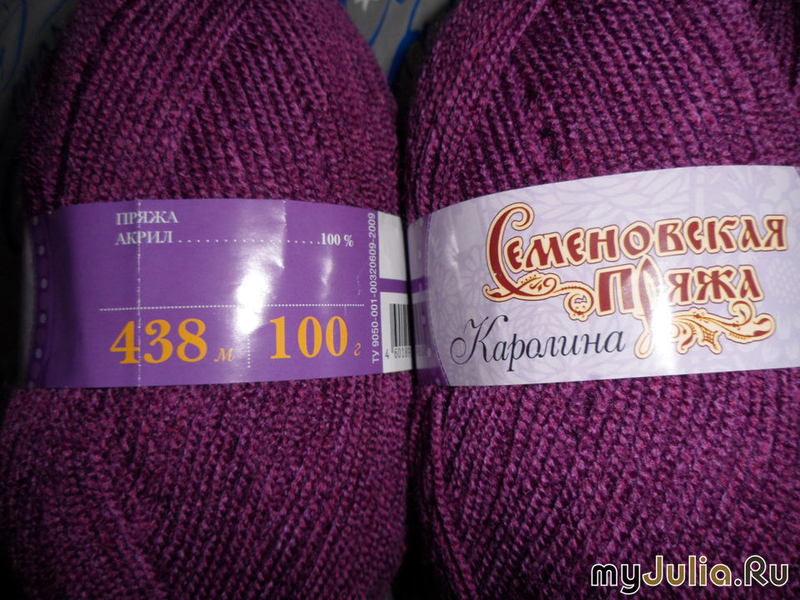 ПРЯЖА
АКРИЛ ........................ 100 %
438 м 100 г
ТУ 9050-001-00320609-2009
Семеновская
Пряжа
Каролина
myJulia.Ru